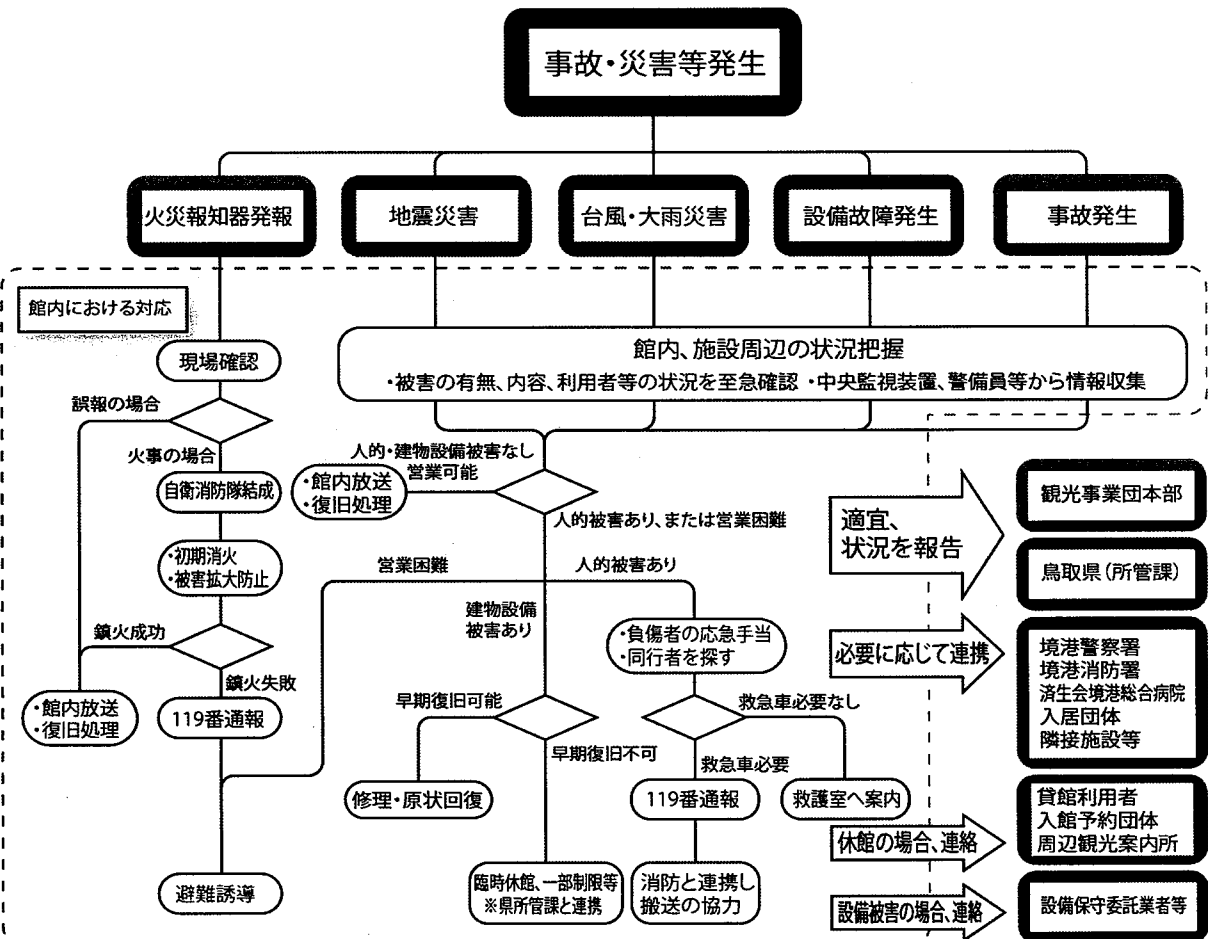 事故・災害等発生
火災報知器発報
地震災害
台風・大雨災害
設備故障発生
事故発生
館内における対応
現場確認
誤報の場合
火事の場合
自衛消防隊結成
・初期消火
・被害拡大防止
鎮火成功
鎮火失敗
・館内放送
・復旧処理
119番通報
避難誘導
館内、施設周辺の状況把握
・被害の有無、内容、利用者等の状況を至急確認 ・中央監視装置、警備員等から情報収集
人的・建物設備被害なし
営業可能
・館内放送
・復旧処理
人的被害あり、または営業困難
営業困難
人的被害あり
建物設備
被害あり
・負傷者の応急手当
・同行者を探す
早期復旧可能
早期復旧不可
救急車必要なし
救急車必要
修理・原状回復
119番通報
救護室へ案内
臨時休館、一部制限等
※県所管課と連携
消防と連携し
搬送の協力
適宜、
状況を報告
観光事業団本部
鳥取県（所管課）
必要に応じて連携
境港警察署
境港消防署
済生会境港総合病院
入居団体
隣接施設等
休館の場合、連絡
貸館利用者
入館予約団体
周辺観光案内所
設備被害の場合、連絡
設備保守委託業者等